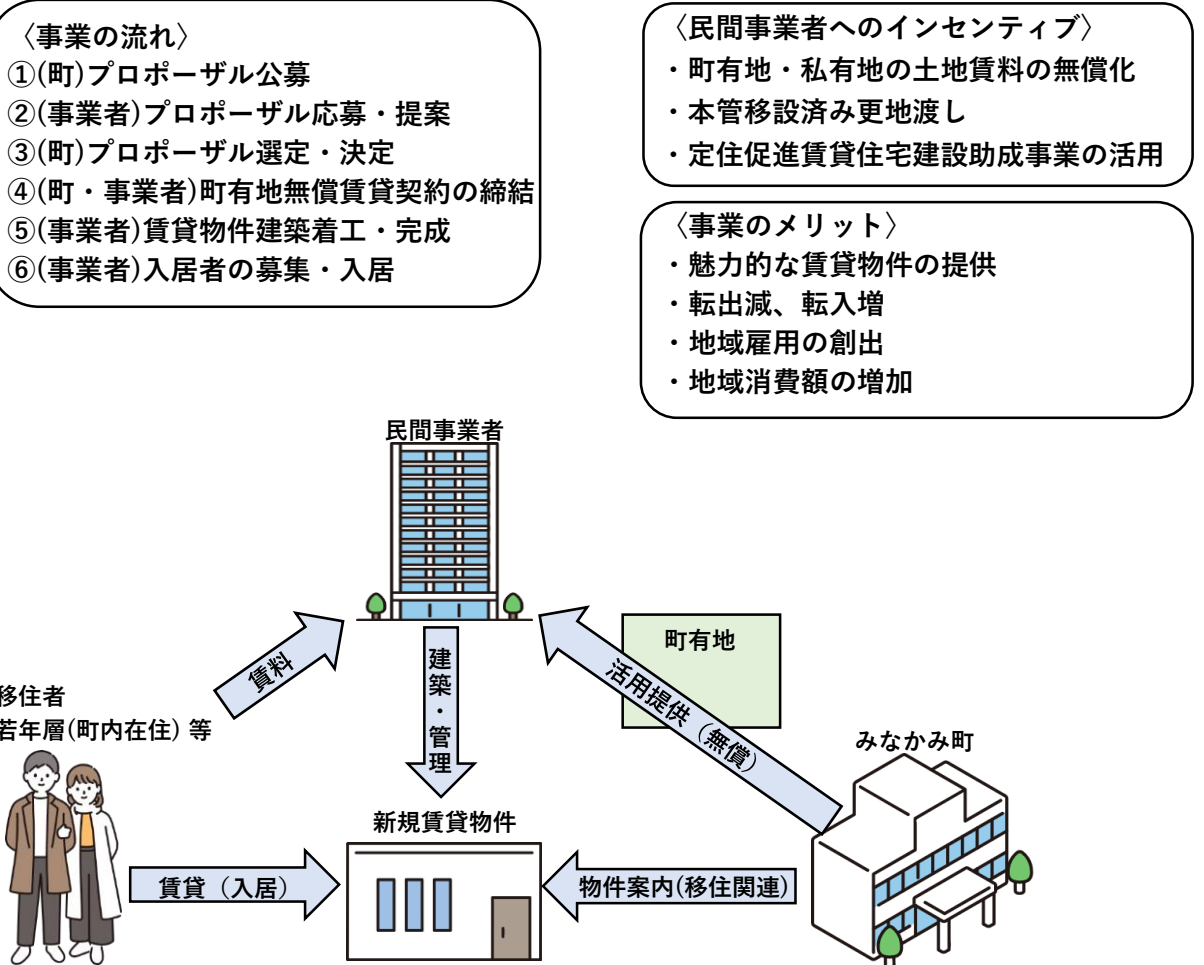 〈事業の流れ〉
①(町)プロポーザル公募
②(事業者)プロポーザル応募・提案
③(町)プロポーザル選定・決定
④(町・事業者)町有地無償賃貸契約の締結
⑤(事業者)賃貸物件建築着工・完成
⑥(事業者)入居者の募集・入居
〈民間事業者へのインセンティブ〉
・町有地・私有地の土地賃料の無償化
・本管移設済み更地渡し
・定住促進賃貸住宅建設助成事業の活用
〈事業のメリット〉
・魅力的な賃貸物件の提供
・転出減、転入増
・地域雇用の創出
・地域消費額の増加
民間事業者
賃料
建築・管理
町有地
活用提供（無償）
移住者
若年層(町内在住) 等
みなかみ町
新規賃貸物件
賃貸（入居）
物件案内(移住関連)